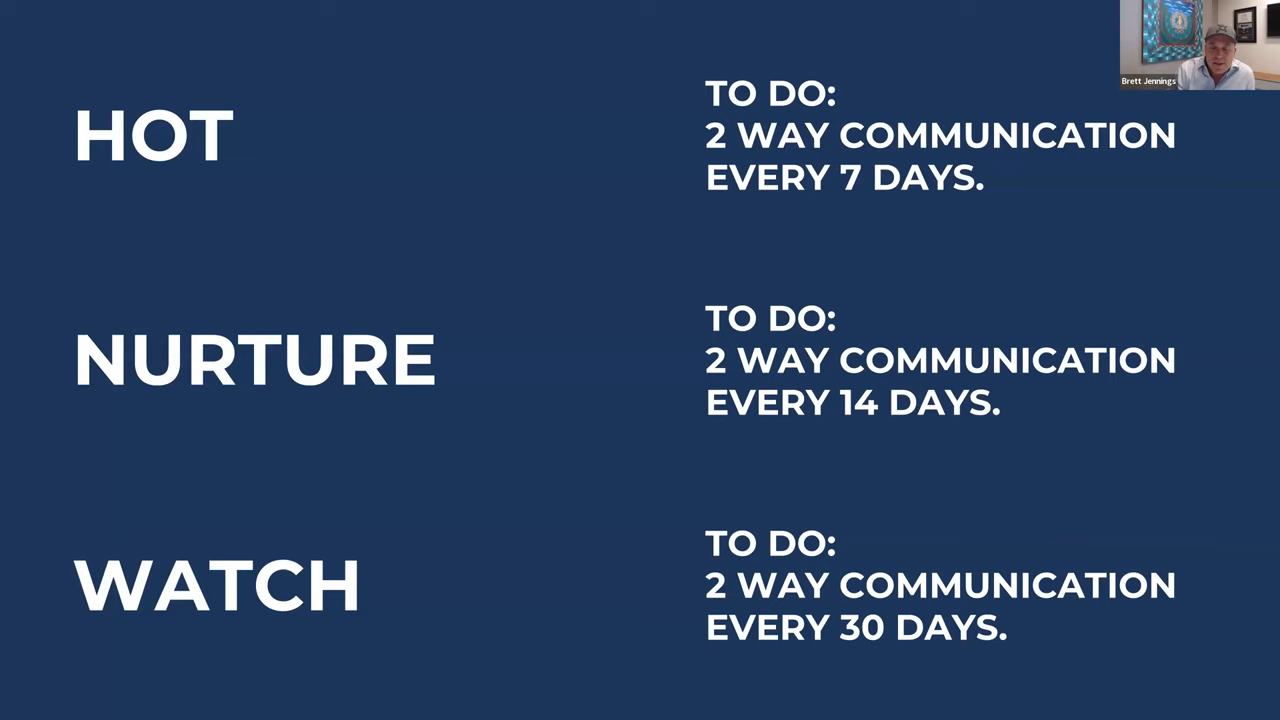 HOT
TO DO:
2 WAY COMMUNICATION
EVERY 7 DAYS.
NURTURE
TO DO:
2 WAY COMMUNICATION
EVERY 14 DAYS.
WATCH
TO DO:
2 WAY COMMUNICATION
EVERY 30 DAYS.
Brett Jennings